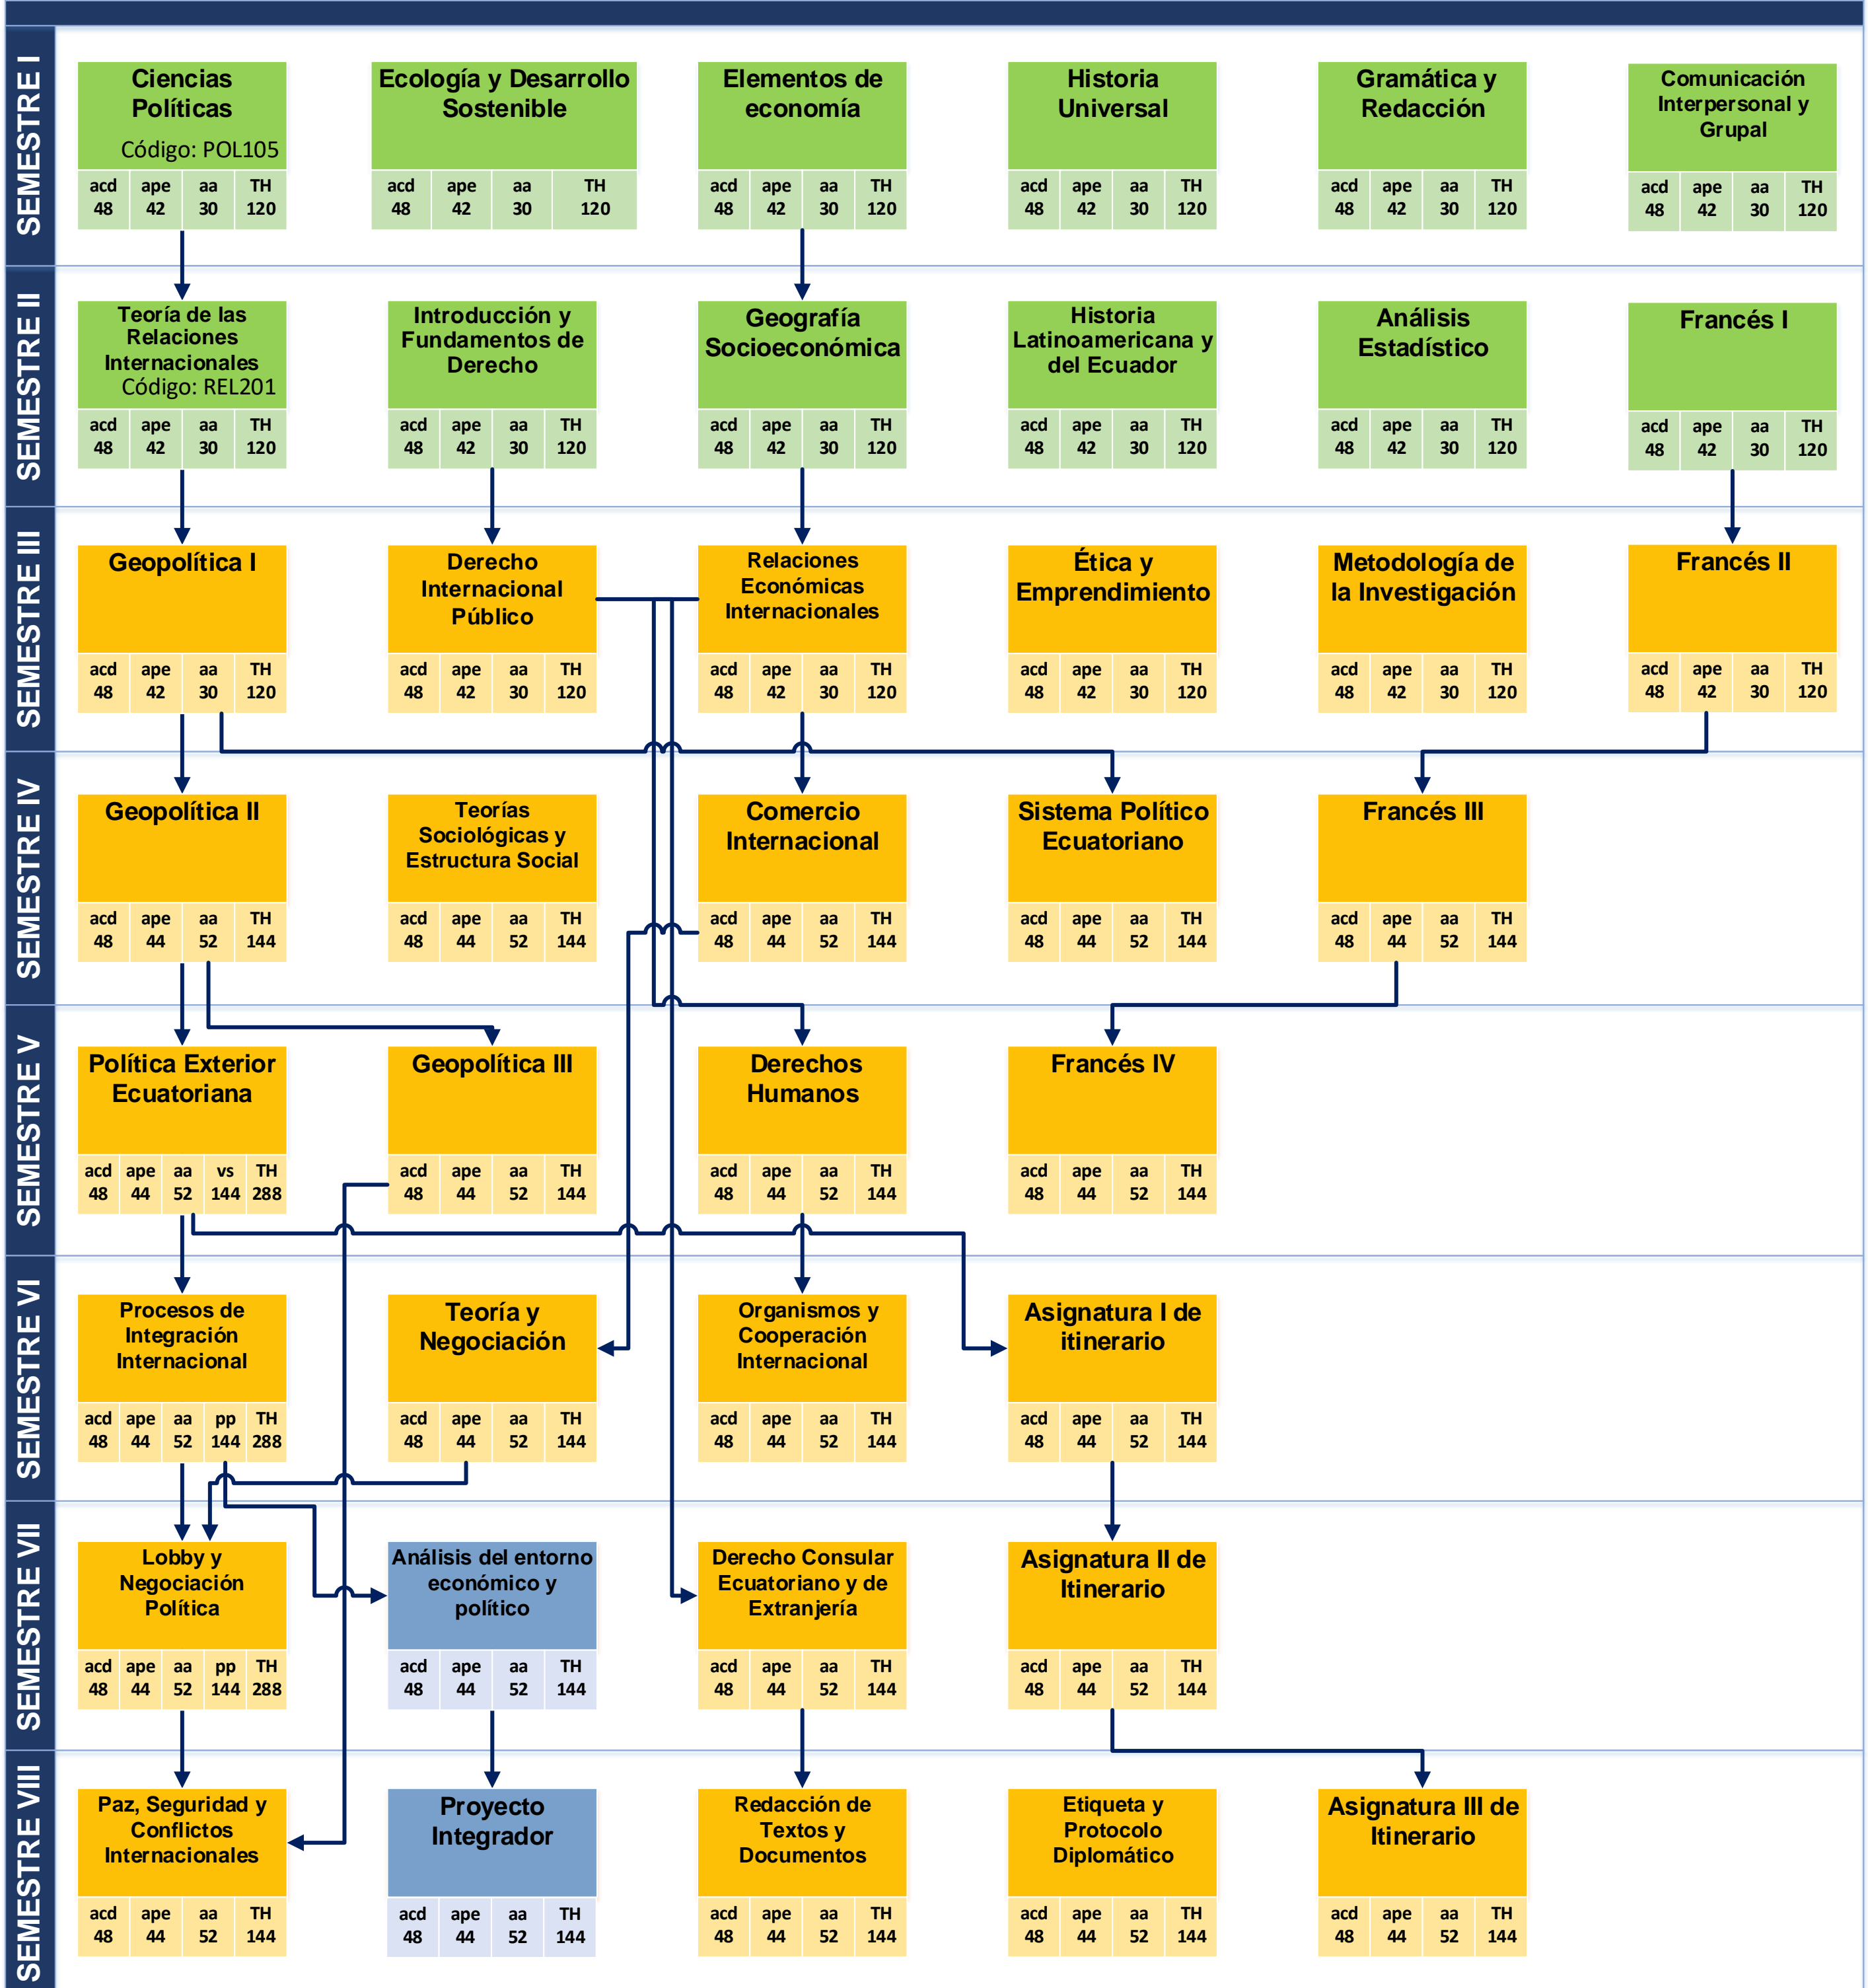 SEMESTRE I
Ciencias
Políticas
Código: POL105
acd ape aa TH
48 42 30 120
Ecología y Desarrollo
Sostenible
acd ape aa TH
48 42 30 120
Elementos de
economía
acd ape aa TH
48 42 30 120
Historia
Universal
acd ape aa TH
48 42 30 120
Gramática y
Redacción
acd ape aa TH
48 42 30 120
Comunicación
Interpersonal y
Grupal
acd ape aa TH
48 42 30 120
SEMESTRE II
Teoría de las
Relaciones
Internacionales
Código: REL201
acd ape aa TH
48 42 30 120
Introducción y
Fundamentos de
Derecho
acd ape aa TH
48 42 30 120
Geografía
Socioeconómica
acd ape aa TH
48 42 30 120
Historia
Latinoamericana y
del Ecuador
acd ape aa TH
48 42 30 120
Análisis
Estadístico
acd ape aa TH
48 42 30 120
Francés I
acd ape aa TH
48 42 30 120
SEMESTRE III
Geopolítica I
acd ape aa TH
48 42 30 120
Derecho
Internacional
Público
acd ape aa TH
48 42 30 120
Relaciones
Económicas
Internacionales
acd ape aa TH
48 42 30 120
Ética y
Emprendimiento
acd ape aa TH
48 42 30 120
Metodología de
la Investigación
acd ape aa TH
48 42 30 120
Francés II
acd ape aa TH
48 42 30 120
SEMESTRE IV
Geopolítica II
acd ape aa TH
48 44 52 144
Teorías
Sociológicas y
Estructura Social
acd ape aa TH
48 44 52 144
Comercio
Internacional
acd ape aa TH
48 44 52 144
Sistema Político
Ecuatoriano
acd ape aa TH
48 44 52 144
Francés III
acd ape aa TH
48 44 52 144
SEMESTRE V
Política Exterior
Ecuatoriana
acd ape aa vs TH
48 44 52 144 288
Geopolítica III
acd ape aa TH
48 44 52 144
Derechos
Humanos
acd ape aa TH
48 44 52 144
Francés IV
acd ape aa TH
48 44 52 144
SEMESTRE VI
Procesos de
Integración
Internacional
acd ape aa pp TH
48 44 52 144 288
Teoría y
Negociación
acd ape aa TH
48 44 52 144
Organismos y
Cooperación
Internacional
acd ape aa TH
48 44 52 144
Asignatura I de
itinerario
acd ape aa TH
48 44 52 144
SEMESTRE VII
Lobby y
Negociación
Política
acd ape aa pp TH
48 44 52 144 288
Análisis del entorno
económico y
político
acd ape aa TH
48 44 52 144
Derecho Consular
Ecuatoriano y de
Extranjería
acd ape aa TH
48 44 52 144
Asignatura II de
Itinerario
acd ape aa TH
48 44 52 144
SEMESTRE VIII
Paz, Seguridad y
Conflictos
Internacionales
acd ape aa TH
48 44 52 144
Proyecto
Integrador
acd ape aa TH
48 44 52 144
Redacción de
Textos y
Documentos
acd ape aa TH
48 44 52 144
Etiqueta y
Protocolo
Diplomático
acd ape aa TH
48 44 52 144
Asignatura III de
Itinerario
acd ape aa TH
48 44 52 144